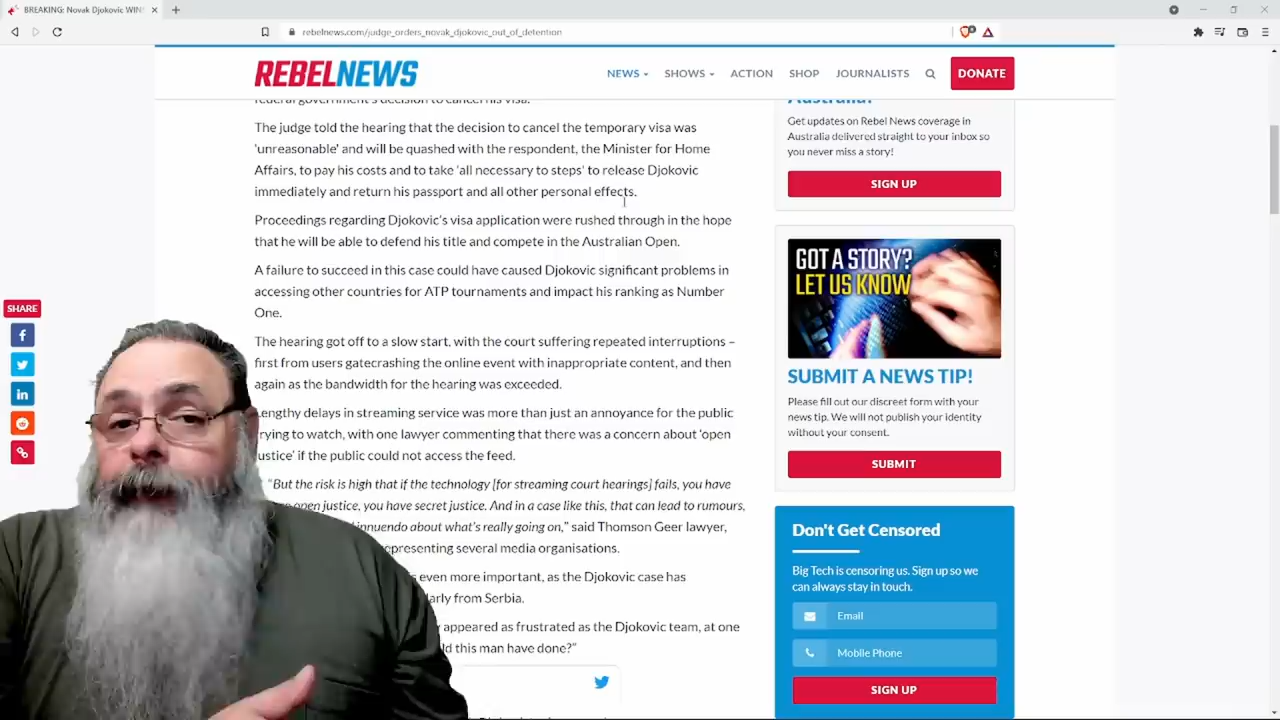 BREAKING: Novak Djokovic WIN
rebelnews.com/judge_orders_novak_djokovic_out_of_detention
REBELNEWS
NEWS
SHOWS
ACTION
SHOP
JOURNALISTS
DONATE
federal government's decision to cancel his visa.
The judge told the hearing that the decision to cancel the temporary visa was
'unreasonable' and will be quashed with the respondent, the Minister for Home
Affairs, to pay his costs and to take 'all necessary to steps' to release Djokovic
immediately and return his passport and all other personal effects.
Proceedings regarding Djokovic's visa application were rushed through in the hope
that he will be able to defend his title and compete in the Australian Open.
A failure to succeed in this case could have caused Djokovic significant problems in
accessing other countries for ATP tournaments and impact his ranking as Number
One.
The hearing got off to a slow start, with the court suffering repeated interruptions –
first from users gatecrashing the online event with inappropriate content, and then
again as the bandwidth for the hearing was exceeded.
Lengthy delays in streaming service was more than just an annoyance for the public
trying to watch, with one lawyer commenting that there was a concern about 'open
justice' if the public could not access the feed.
"But the risk is high that if the technology [for streaming court hearings] fails, you have
open justice, you have secret justice. And in a case like this, that can lead to rumours,
innuendo about what's really going on," said Thomson Geer lawyer,
representing several media organisations.
s even more important, as the Djokovic case has
larly from Serbia.
appeared as frustrated as the Djokovic team, at one
ld this man have done?"
SHARE
Australia!
Get updates on Rebel News coverage in
Australia delivered straight to your inbox so
you never miss a story!
SIGN UP
GOT A STORY?
LET US KNOW
SUBMIT A NEWS TIP!
Please fill out our discreet form with your
news tip. We will not publish your identity
without your consent.
SUBMIT
Don't Get Censored
Big Tech is censoring us. Sign up so we
can always stay in touch.
Email
Mobile Phone
SIGN UP